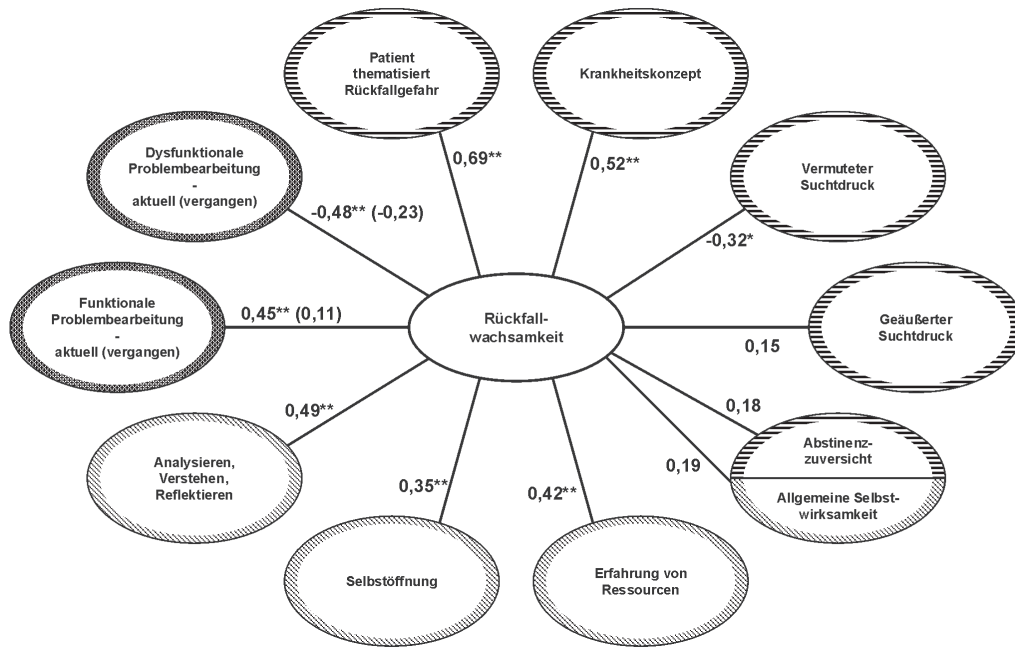 Patient
thematisiert
Rückfallgefahr
Krankheitskonzept
Dysfunktionale
Problembearbeitung
-
aktuell (vergangen)
Vermuteter
Suchtdruck
0,69**
0,52**
-0,48** (-0,23)
-0,32*
Funktionale
Problembearbeitung
-
aktuell (vergangen)
0,45** (0,11)
Rückfall-
wachsamkeit
Geäußerter
Suchtdruck
0,15
0,49**
0,18
Analysieren,
Verstehen,
Reflektieren
0,35**
0,42**
0,19
Abstinenz-
zuversicht
Allgemeine Selbst-
wirksamkeit
Selbstöffnung
Erfahrung von
Ressourcen